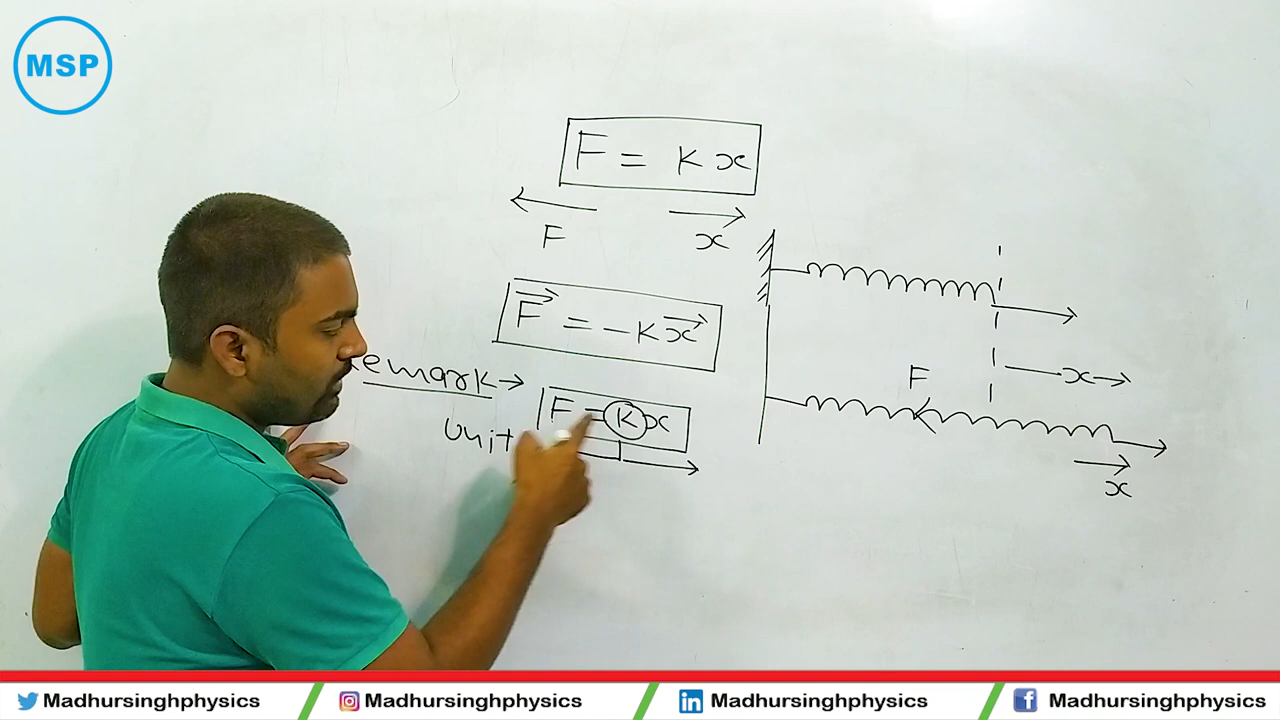 MSP
F = Kx
F x
F = -Kx
F
x
emark →
F = Kx
Unit
x
Madhursinghphysics
Madhursinghphysics
Madhursinghphysics
Madhursinghphysics